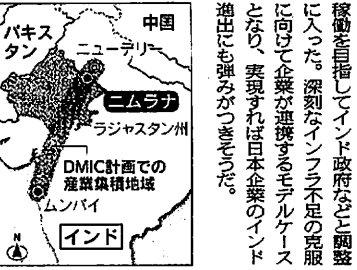 稼働を目指してインド政府などと調整
に入った。深刻なインフラ不足の克服
に向けて企業が連携するモデルケース
となり、実現すれば日本企業のインド
進出にも弾みがつきそうだ。
パキス
タン
中国
ニューデリー
ニムラナ
ラジャスタン州
DMIC計画での
産業集積地域
ムンバイ
インド
N